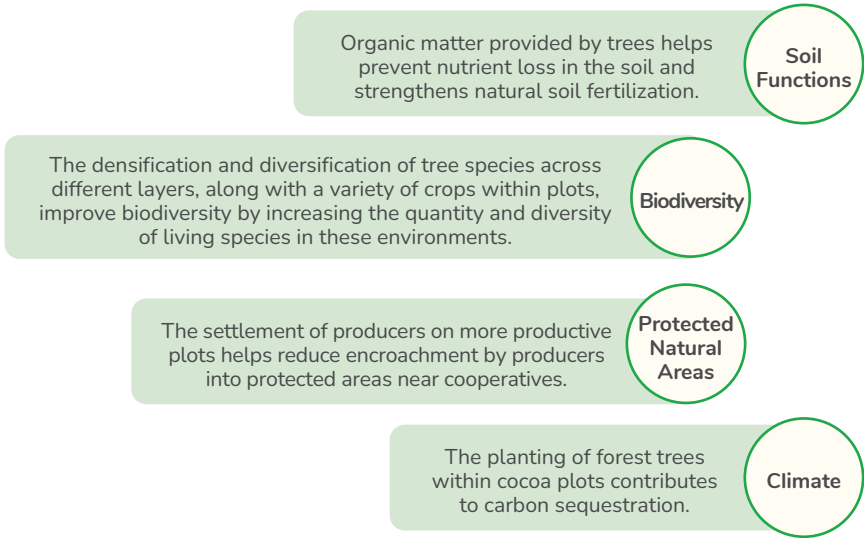 Organic matter provided by trees helps
prevent nutrient loss in the soil and
strengthens natural soil fertilization.
Soil
Functions
The densification and diversification of tree species across
different layers, along with a variety of crops within plots,
improve biodiversity by increasing the quantity and diversity
of living species in these environments.
Biodiversity
The settlement of producers on more productive
plots helps reduce encroachment by producers
into protected areas near cooperatives.
Protected
Natural
Areas
The planting of forest trees
within cocoa plots contributes
to carbon sequestration.
Climate